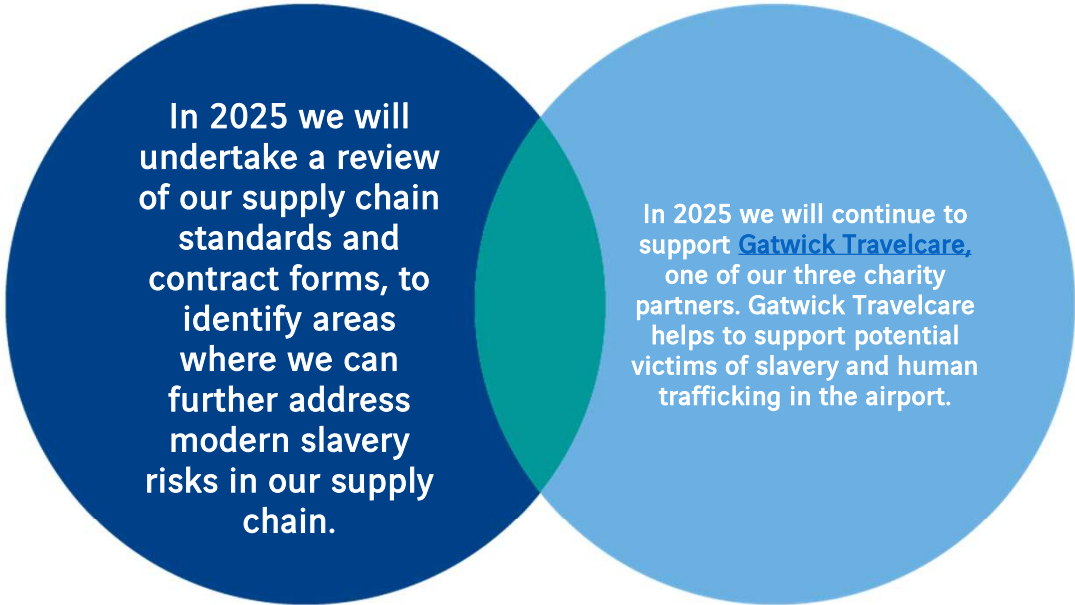 In 2025 we will
undertake a review
of our supply chain
standards and
contract forms, to
identify areas
where we can
further address
modern slavery
risks in our supply
chain.
In 2025 we will continue to
support Gatwick Travelcare,
one of our three charity
partners. Gatwick Travelcare
helps to support potential
victims of slavery and human
trafficking in the airport.